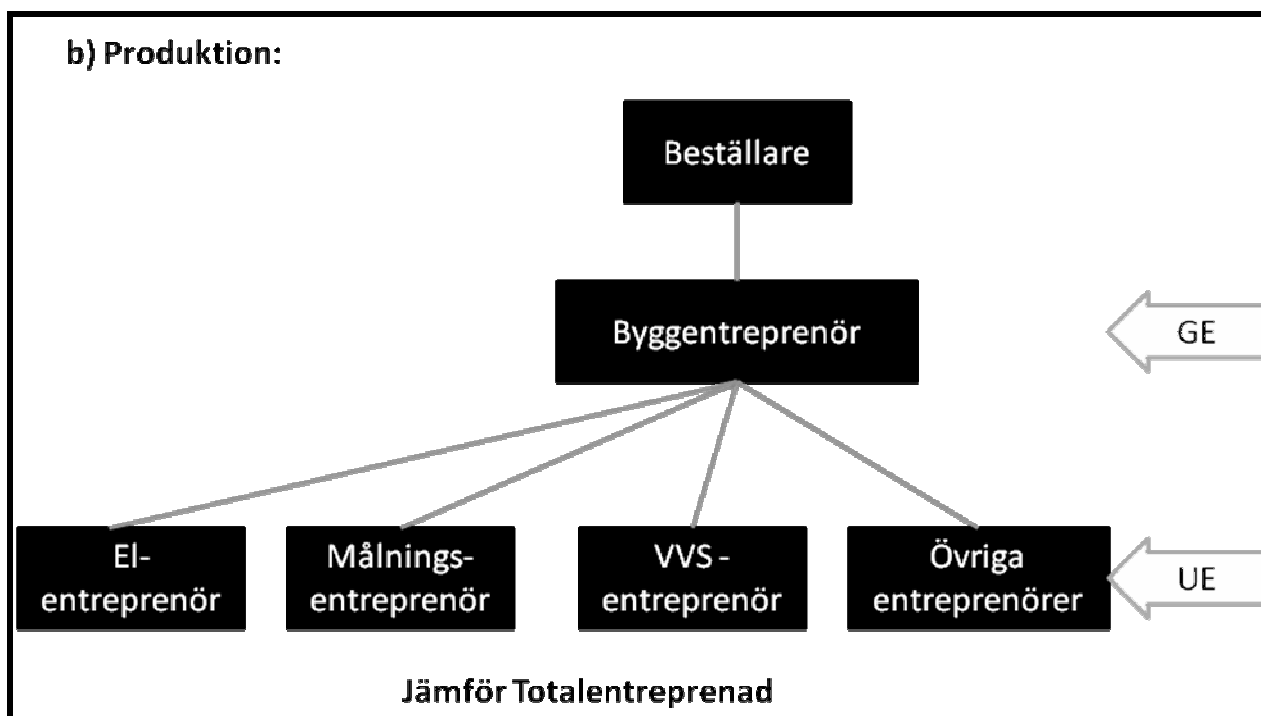 b) Produktion:
Beställare
Byggentreprenör
GE
El-
entreprenör
Målnings-
entreprenör
VVS -
entreprenör
Övriga
entreprenörer
UE
Jämför Totalentreprenad